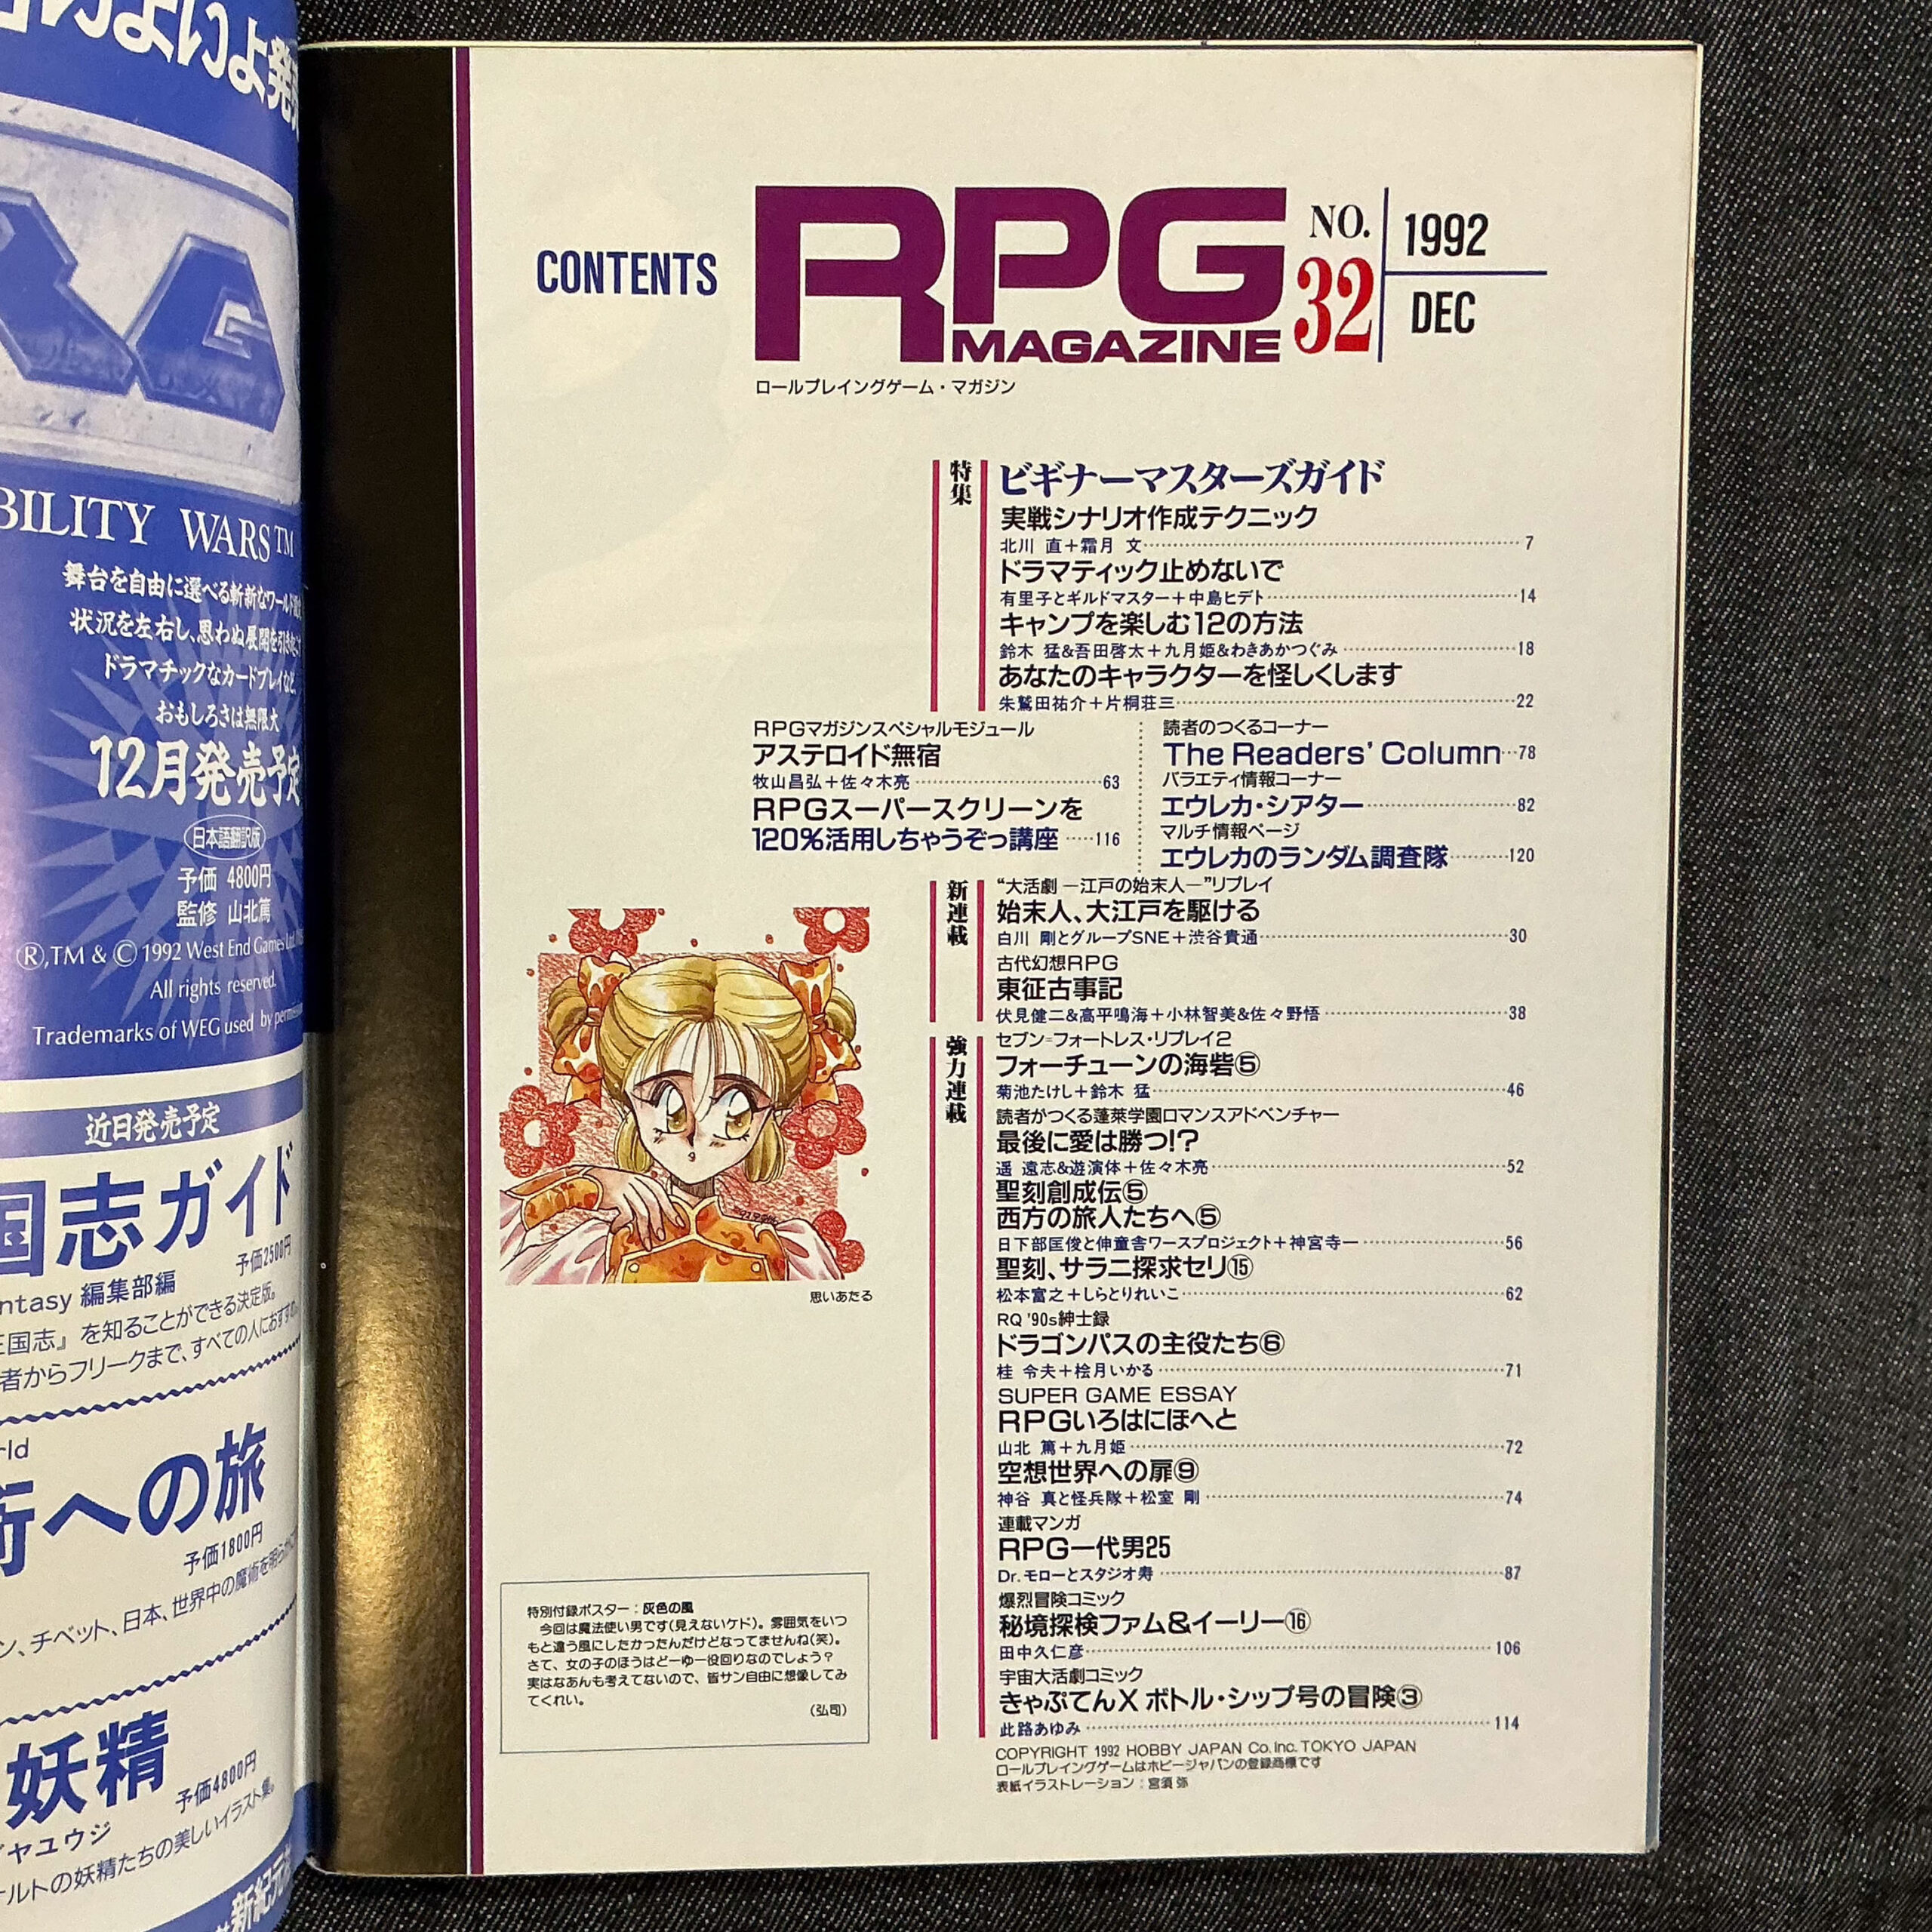 よいよ発売
BILITY WARS™
舞台を自由に選べる斬新なワールド
状況を左右し、思わぬ展開を引き起こす
ドラマチックなカードプレイなど、
おもしろさは無限大
12月発売予定
日本語翻訳版
予価 4800円
監修 山北篤
®,TM & © 1992 West End Games Ltd.
All rights reserved.
Trademarks of WEG used by permission
近日発売予定
国志ガイド
予価2500円
ntasy 編集部編
三国志』を知ることができる決定版。
者からフリークまで、すべての人におすすめ
rld
術への旅
予価1800円
ン、チベット、日本、世界中の魔術を明らかに
妖精
予価4800円
ヤユウジ
ルトの妖精たちの美しいイラスト集。
新紀元
CONTENTS
RPG
MAGAZINE
NO.
32
1992
DEC
ロールプレイングゲーム・マガジン
特集
ビギナーマスターズガイド
実戦シナリオ作成テクニック
北川 直＋霜月 文 7
ドラマティック止めないで
有里子とギルドマスター＋中島ヒデト 14
キャンプを楽しむ12の方法
鈴木 猛&吾田啓太＋九月姫&わきあかつぐみ 18
あなたのキャラクターを怪しくします
朱鷺田祐介＋片桐荘三 22
RPGマガジンスペシャルモジュール
アステロイド無宿
牧山昌弘＋佐々木亮 63
RPGスーパースクリーンを
120%活用しちゃうぞっ講座 116
読者のつくるコーナー
The Readers' Column 78
バラエティ情報コーナー
エウレカ・シアター 82
マルチ情報ページ
エウレカのランダム調査隊 120
新連載
“大活劇 ―江戸の始末人―”リプレイ
始末人、大江戸を駆ける
白川 剛とグループSNE＋渋谷貴通 30
古代幻想RPG
東征古事記
伏見健二&高平鳴海＋小林智美&佐々野悟 38
強力連載
セブン=フォートレス・リプレイ2
フォーチューンの海砦⑤
菊池たけし＋鈴木 猛 46
読者がつくる蓬萊学園ロマンスアドベンチャー
最後に愛は勝つ!?
遥 遠志&遊演体＋佐々木亮 52
聖刻創成伝⑤
西方の旅人たちへ⑤
日下部匡俊と伸童舎ワースプロジェクト＋神宮寺一 56
聖刻、サラニ探求セリ⑮
松本富之＋しらとりれいこ 62
RQ '90s紳士録
ドラゴンパスの主役たち⑥
桂 令夫＋桧月いかる 71
SUPER GAME ESSAY
RPGいろはにほへと
山北 篤＋九月姫 72
空想世界への扉⑨
神谷 真と怪兵隊＋松室 剛 74
連載マンガ
RPG一代男25
Dr.モローとスタジオ寿 87
爆烈冒険コミック
秘境探検ファム&イーリー⑯
田中久仁彦 106
宇宙大活劇コミック
きゃぷてんX ボトル・シップ号の冒険③
此路あゆみ 114
COPYRIGHT 1992 HOBBY JAPAN Co. Inc. TOKYO JAPAN
ロールプレイングゲームはホビージャパンの登録商標です
表紙イラストレーション：宮須 弥
思いあたる
特別付録ポスター：灰色の風
今回は魔法使い男です(見えないケド)。雰囲気をいつ
もと違う風にしたかったんだけどなってませんね(笑)。
さて、女の子のほうはどーゆー役回りなのでしょう？
実はなあんも考えてないので、皆サン自由に想像してみ
てくれい。
(弘司)